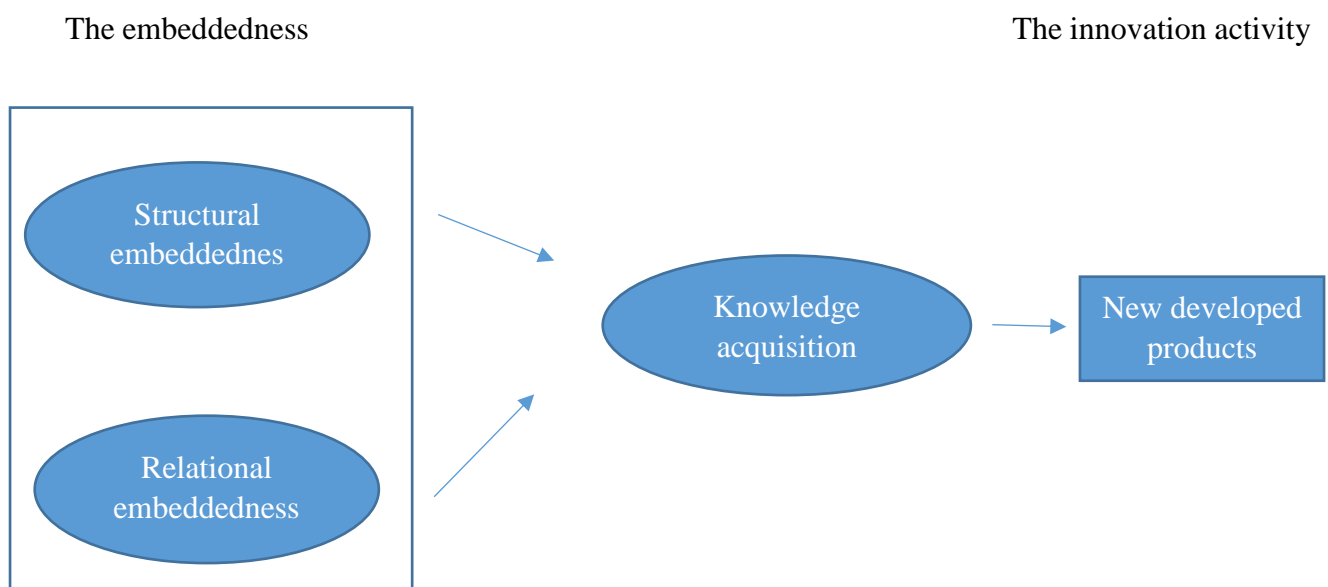 The embeddedness
The innovation activity
Structural
embeddednes
Knowledge
acquisition
New developed
products
Relational
embeddedness